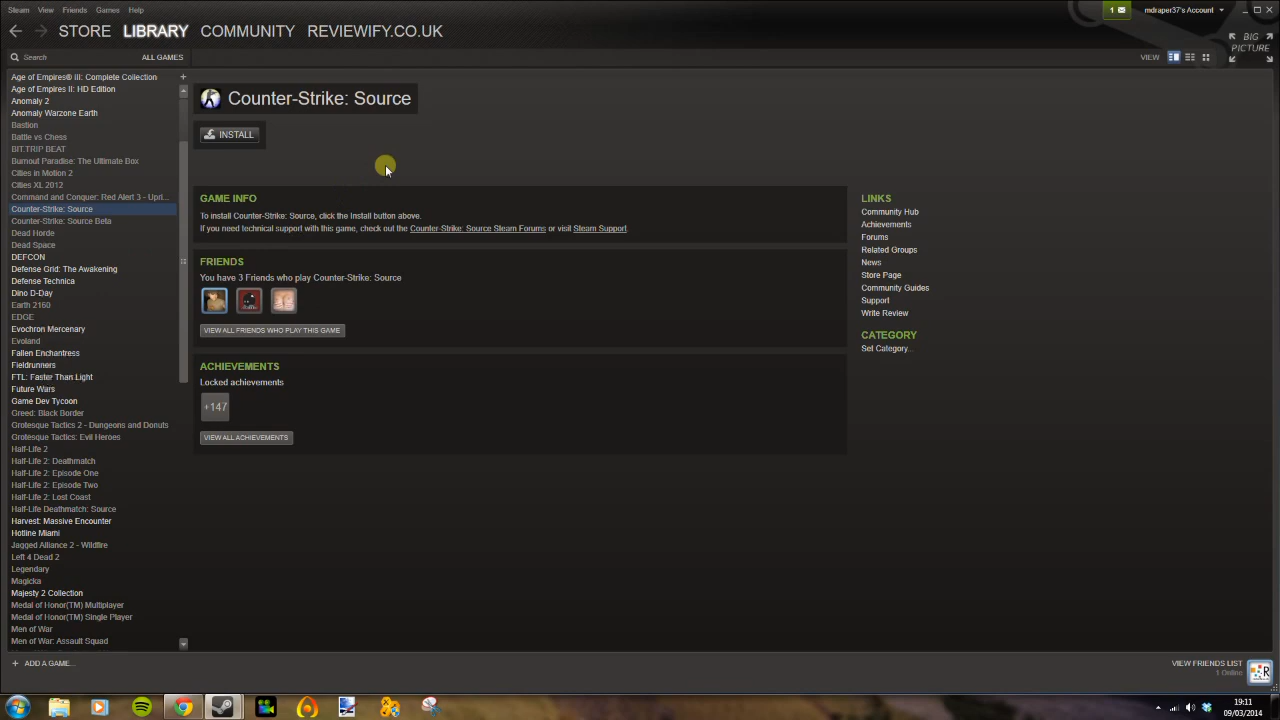 Steam View Friends Games Help
1 mdraper37's Account
STORE LIBRARY COMMUNITY REVIEWIFY.CO.UK
BIG PICTURE
Search ALL GAMES
VIEW
Age of Empires® III: Complete Collection
Age of Empires II: HD Edition
Anomaly 2
Anomaly Warzone Earth
Bastion
Battle vs Chess
BIT.TRIP BEAT
Burnout Paradise: The Ultimate Box
Cities in Motion 2
Cities XL 2012
Command and Conquer: Red Alert 3 - Upri...
Counter-Strike: Source
Counter-Strike: Source Beta
Dead Horde
Dead Space
DEFCON
Defense Grid: The Awakening
Defense Technica
Dino D-Day
Earth 2160
EDGE
Evochron Mercenary
Evoland
Fallen Enchantress
Fieldrunners
FTL: Faster Than Light
Future Wars
Game Dev Tycoon
Greed: Black Border
Grotesque Tactics 2 - Dungeons and Donuts
Grotesque Tactics: Evil Heroes
Half-Life 2
Half-Life 2: Deathmatch
Half-Life 2: Episode One
Half-Life 2: Episode Two
Half-Life 2: Lost Coast
Half-Life Deathmatch: Source
Harvest: Massive Encounter
Hotline Miami
Jagged Alliance 2 - Wildfire
Left 4 Dead 2
Legendary
Magicka
Majesty 2 Collection
Medal of Honor(TM) Multiplayer
Medal of Honor(TM) Single Player
Men of War
Men of War: Assault Squad
+ ADD A GAME...
Counter-Strike: Source
INSTALL
GAME INFO
To install Counter-Strike: Source, click the Install button above.
If you need technical support with this game, check out the Counter-Strike: Source Steam Forums or visit Steam Support.
FRIENDS
You have 3 Friends who play Counter-Strike: Source
VIEW ALL FRIENDS WHO PLAY THIS GAME
ACHIEVEMENTS
Locked achievements
+147
VIEW ALL ACHIEVEMENTS
LINKS
Community Hub
Achievements
Forums
Related Groups
News
Store Page
Community Guides
Support
Write Review
CATEGORY
Set Category...
VIEW FRIENDS LIST
1 Online
R
19:11
09/03/2014